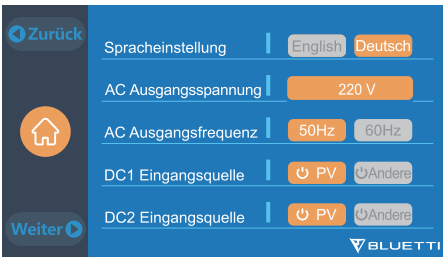 Zurück
Spracheinstellung English Deutsch
AC Ausgangsspannung 220 V
AC Ausgangsfrequenz 50Hz 60Hz
DC1 Eingangsquelle PV Andere
DC2 Eingangsquelle PV Andere
Weiter
BLUETTI